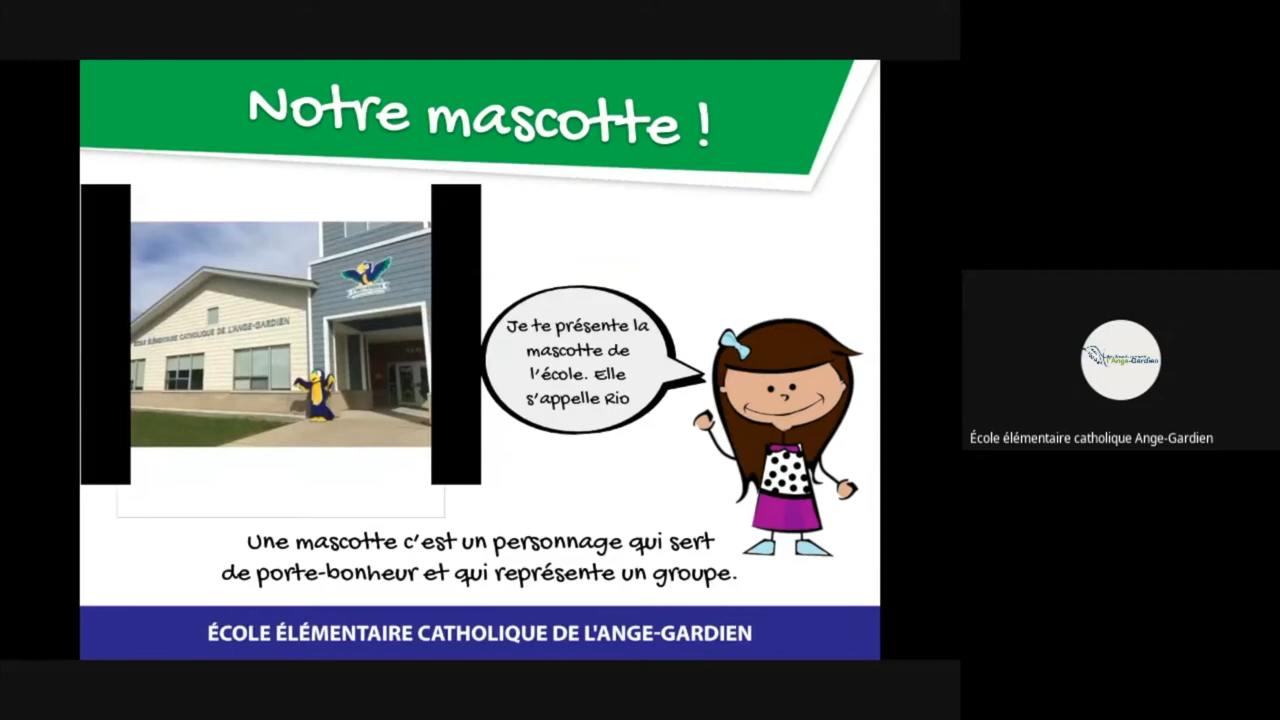 Notre mascotte !
ÉCOLE ÉLÉMENTAIRE CATHOLIQUE DE L'ANGE-GARDIEN
Je te présente la
mascotte de
l'école. Elle
s'appelle Rio
Une mascotte c'est un personnage qui sert
de porte-bonheur et qui représente un groupe.
ÉCOLE ÉLÉMENTAIRE CATHOLIQUE DE L'ANGE-GARDIEN
l'Ange-Gardien
École élémentaire catholique Ange-Gardien